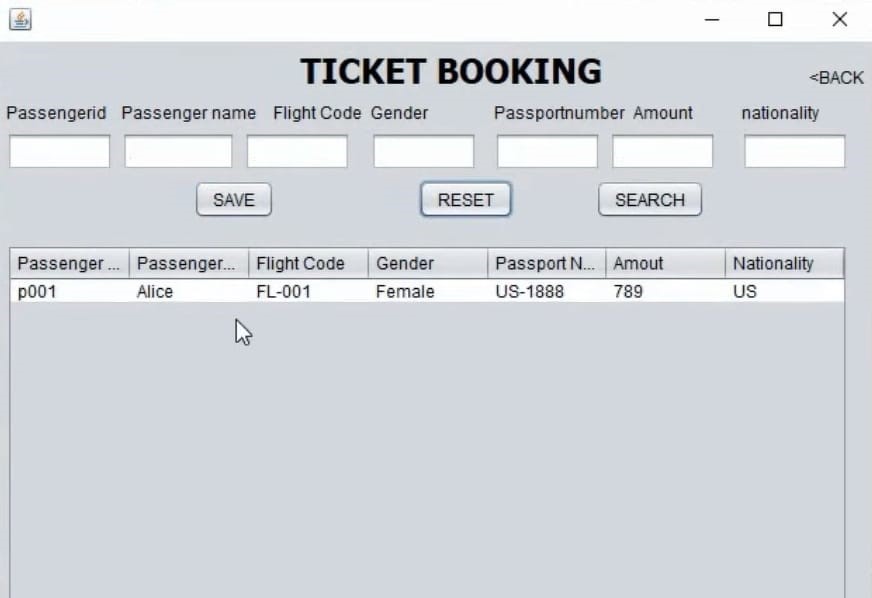 TICKET BOOKING
<BACK
Passengerid Passenger name Flight Code Gender Passportnumber Amount nationality
SAVE RESET SEARCH
Passenger ... Passenger... Flight Code Gender Passport N... Amout Nationality
p001 Alice FL-001 Female US-1888 789 US